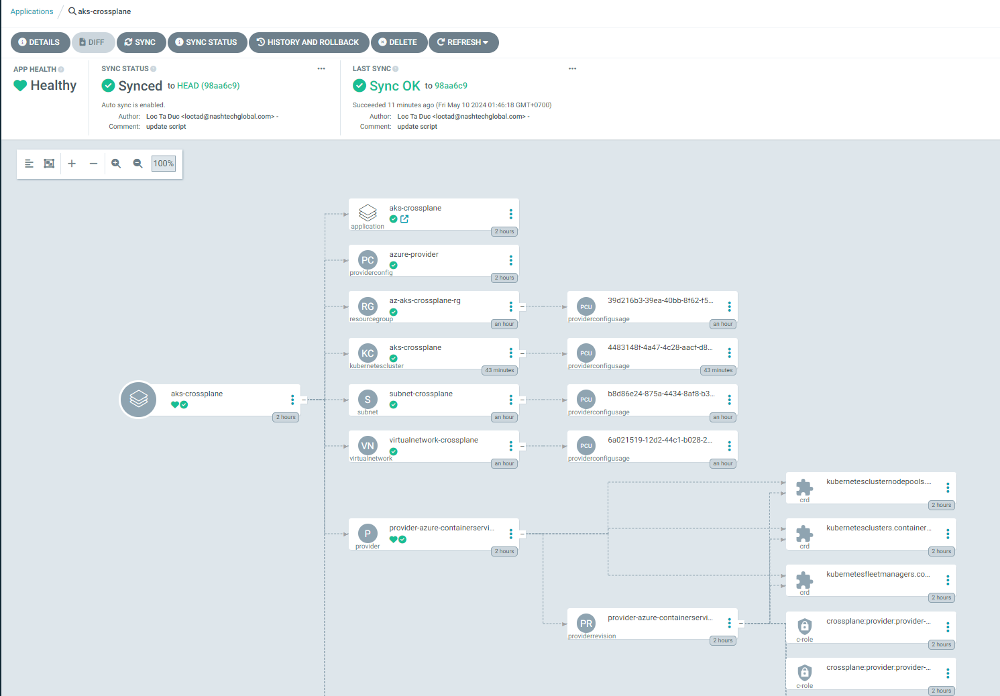 Applications / aks-crossplane
DETAILS DIFF SYNC SYNC STATUS HISTORY AND ROLLBACK DELETE REFRESH
APP HEALTH
Healthy
SYNC STATUS
Synced to HEAD (98aa6c9)
Auto sync is enabled.
Author: Loc Ta Duc <loctad@nashtechglobal.com> -
Comment: update script
LAST SYNC
Sync OK to 98aa6c9
Succeeded 11 minutes ago (Fri May 10 2024 01:46:18 GMT+0700)
Author: Loc Ta Duc <loctad@nashtechglobal.com> -
Comment: update script
100%
aks-crossplane
2 hours
aks-crossplane
application
2 hours
PC
azure-provider
providerconfig
2 hours
RG
az-aks-crossplane-rg
resourcegroup
an hour
PCU
39d216b3-39ea-40bb-8f62-f5...
providerconfigusage
an hour
KC
aks-crossplane
kubernetescluster
43 minutes
PCU
4483148f-4a47-4c28-aacf-d8...
providerconfigusage
43 minutes
S
subnet-crossplane
subnet
an hour
PCU
b8d86e24-875a-4434-8af8-b3...
providerconfigusage
an hour
VN
virtualnetwork-crossplane
virtualnetwork
an hour
PCU
6a021519-12d2-44c1-b028-2...
providerconfigusage
an hour
P
provider-azure-containerservi...
provider
2 hours
kubernetesclusternodepools....
crd
2 hours
kubernetesclusters.container...
crd
2 hours
kubernetesfleetmanagers.co...
crd
2 hours
PR
provider-azure-containerservi...
providerrevision
2 hours
crossplane:provider:provider-...
c-role
2 hours
crossplane:provider:provider-...
c-role
2 hours